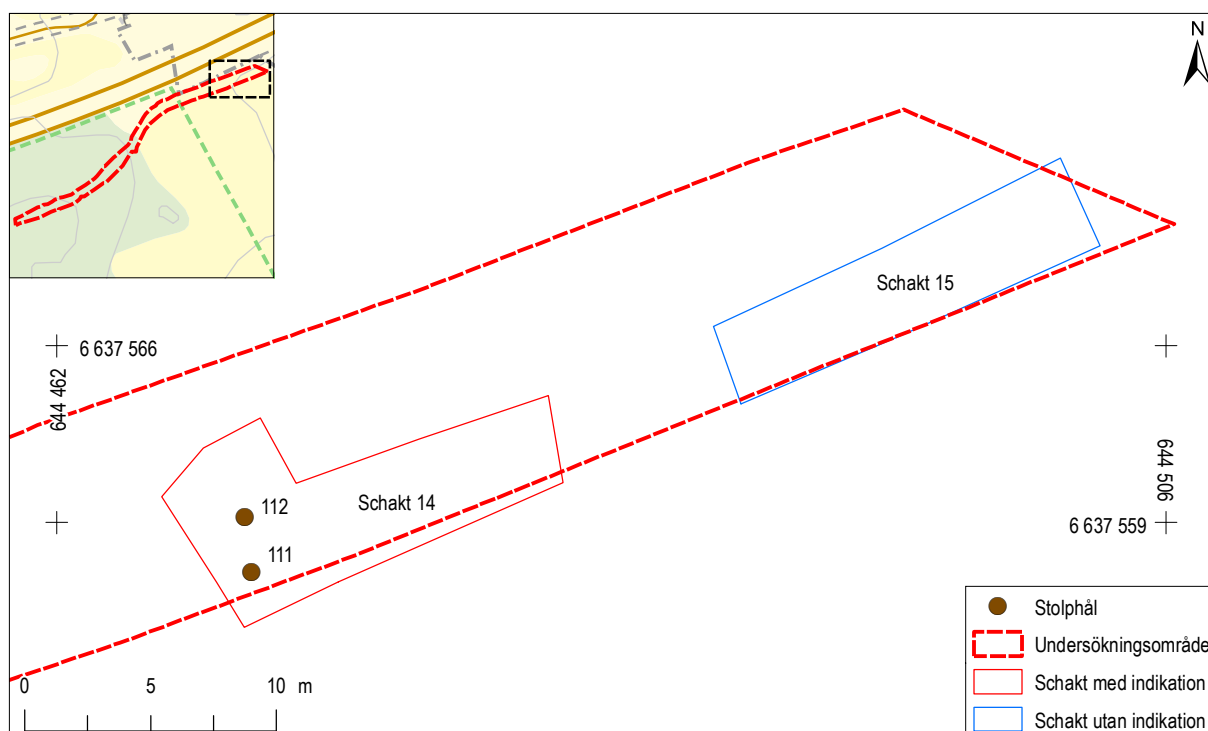 N
Schakt 15
6 637 566
644 462
Schakt 14
112
111
644 506
6 637 559
0 5 10 m
Stolphål
Undersökningsområde
Schakt med indikation
Schakt utan indikation